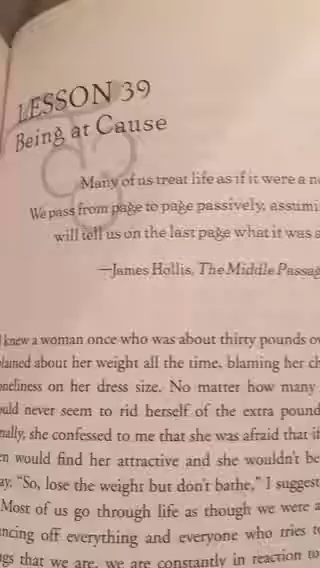 LESSON 39
Being at Cause
Many of us treat life as if it were a
We pass from page to page passively, assumi
will tell us on the last page what it was
—James Hollis, The Middle Passag
knew a woman once who was about thirty pounds
plained about her weight all the time, blaming her
oneliness on her dress size. No matter how many
ould never seem to rid herself of the extra pound
nally, she confessed to me that she was afraid that
en would find her attractive and she wouldn't be
ay. "So, lose the weight but don't bathe," I suggest
Most of us go through life as though we were a
ncing off everything and everyone who tries
gs that we are, we are constantly in reaction to